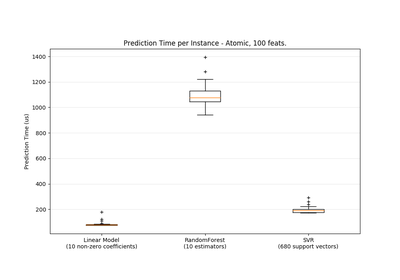 Prediction Time per Instance - Atomic, 100 feats.
1400
1200
1000
800
600
400
200
Prediction Time (us)
Linear Model
(10 non-zero coefficients)
RandomForest
(10 estimators)
SVR
(680 support vectors)